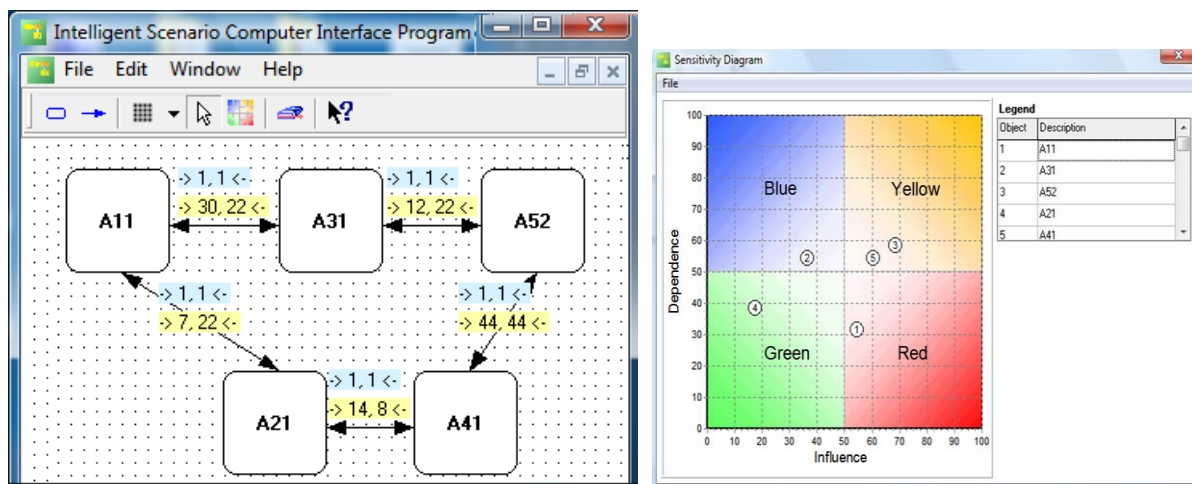 Intelligent Scenario Computer Interface Program
File Edit Window Help
-> 1, 1 <-
-> 1, 1 <-
-> 30, 22 <-
-> 12, 22 <-
A11
A31
A52
-> 1, 1 <-
-> 1, 1 <-
-> 7, 22 <-
-> 44, 44 <-
-> 1, 1 <-
-> 14, 8 <-
A21
A41
Sensitivity Diagram
File
Dependence
100
90
80
70
60
50
40
30
20
10
0
Blue
Yellow
Green
Red
2
5
3
4
1
0 10 20 30 40 50 60 70 80 90 100
Influence
Legend
Object Description
1 A11
2 A31
3 A52
4 A21
5 A41